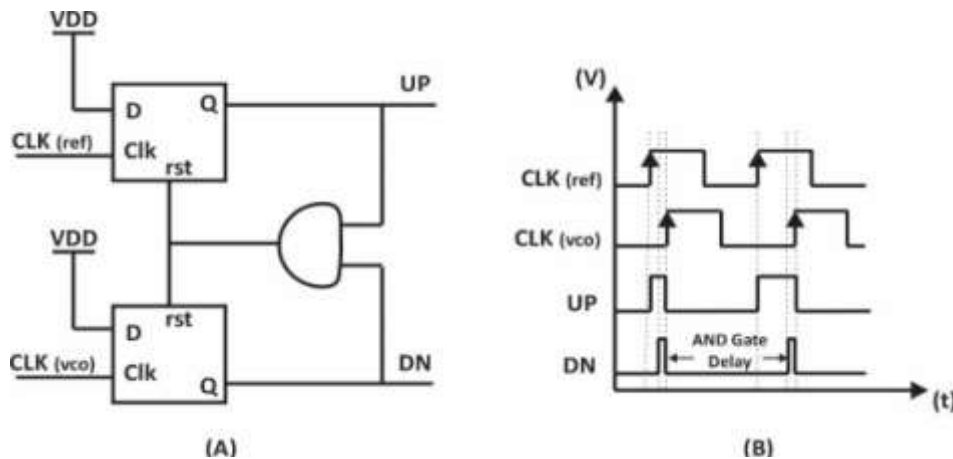 VDD
D
Q
UP
CLK (ref)
Clk
rst
VDD
rst
D
CLK (vco)
Clk
Q
DN
(A)
(V)
CLK (ref)
CLK (vco)
UP
AND Gate
Delay
DN
(t)
(B)